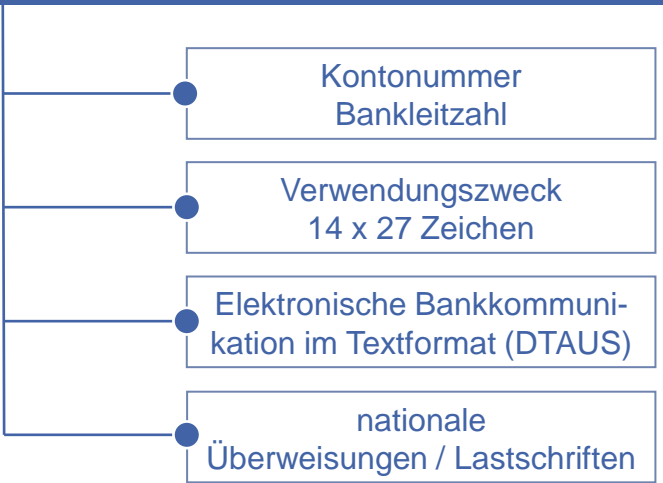 Kontonummer
Bankleitzahl
Verwendungszweck
14 x 27 Zeichen
Elektronische Bankkommuni-
kation im Textformat (DTAUS)
nationale
Überweisungen / Lastschriften